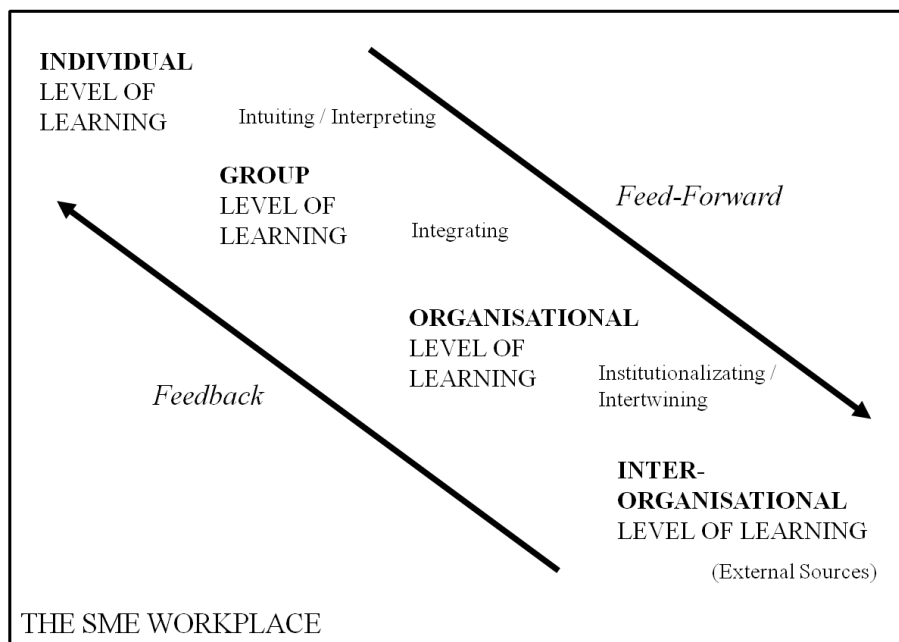 INDIVIDUAL
LEVEL OF
LEARNING
Intuiting / Interpreting
GROUP
LEVEL OF
LEARNING
Integrating
Feed-Forward
ORGANISATIONAL
LEVEL OF
LEARNING
Institutionalizating /
Intertwining
Feedback
INTER-
ORGANISATIONAL
LEVEL OF LEARNING
(External Sources)
THE SME WORKPLACE